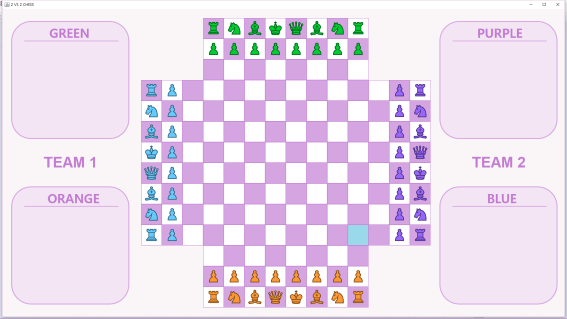 2 VS 2 CHESS
GREEN
PURPLE
TEAM 1
TEAM 2
ORANGE
BLUE